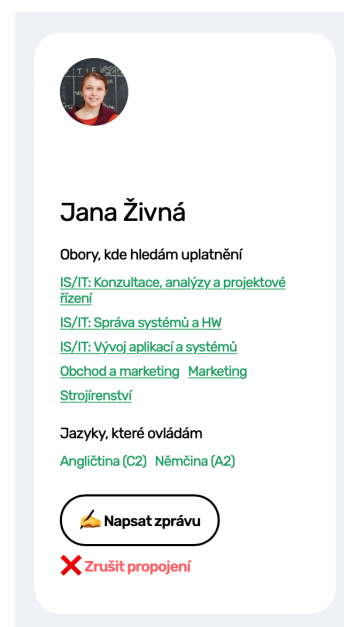 Jana Živná
Obory, kde hledám uplatnění
IS/IT: Konzultace, analýzy a projektové
řízení
IS/IT: Správa systémů a HW
IS/IT: Vývoj aplikací a systémů
Obchod a marketing Marketing
Strojírenství
Jazyky, které ovládám
Angličtina (C2) Němčina (A2)
✍️ Napsat zprávu
❌ Zrušit propojení